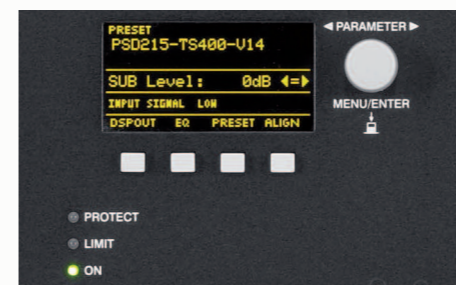 PRESET
PSD215-TS400-V14
SUB Level: 0dB ◀=▶
INPUT SIGNAL LOW
DSPOUT EQ PRESET ALIGN
◀ PARAMETER ▶
MENU/ENTER
PROTECT
LIMIT
ON